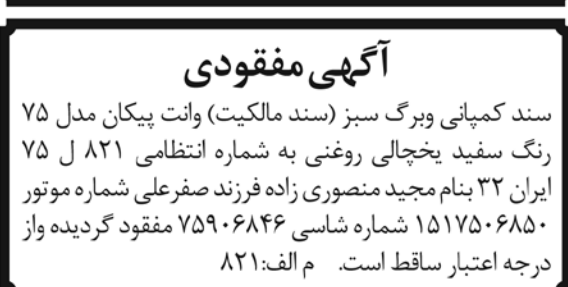 آگهی مفقودی
سند کمپانی وبرگ سبز (سند مالکیت) وانت پیکان مدل ۷۵
رنگ سفید یخچالی روغنی به شماره انتظامی ۸۲۱ ل ۷۵
ایران ۳۲ بنام مجید منصوری زاده فرزند صفرعلی شماره موتور
۱۵۱۷۵۰۶۸۵۰ شماره شاسی ۷۵۹۰۶۸۴۶ مفقود گردیده واز
درجه اعتبار ساقط است. م الف:۸۲۱